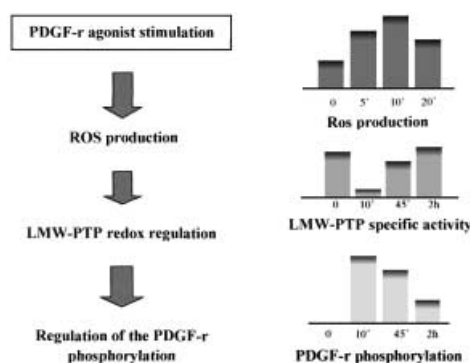 PDGF-r agonist stimulation
ROS production
LMW-PTP redox regulation
Regulation of the PDGF-r
phosphorylation
0 5' 10' 20'
Ros production
0 10' 45' 2h
LMW-PTP specific activity
0 10' 45' 2h
PDGF-r phosphorylation